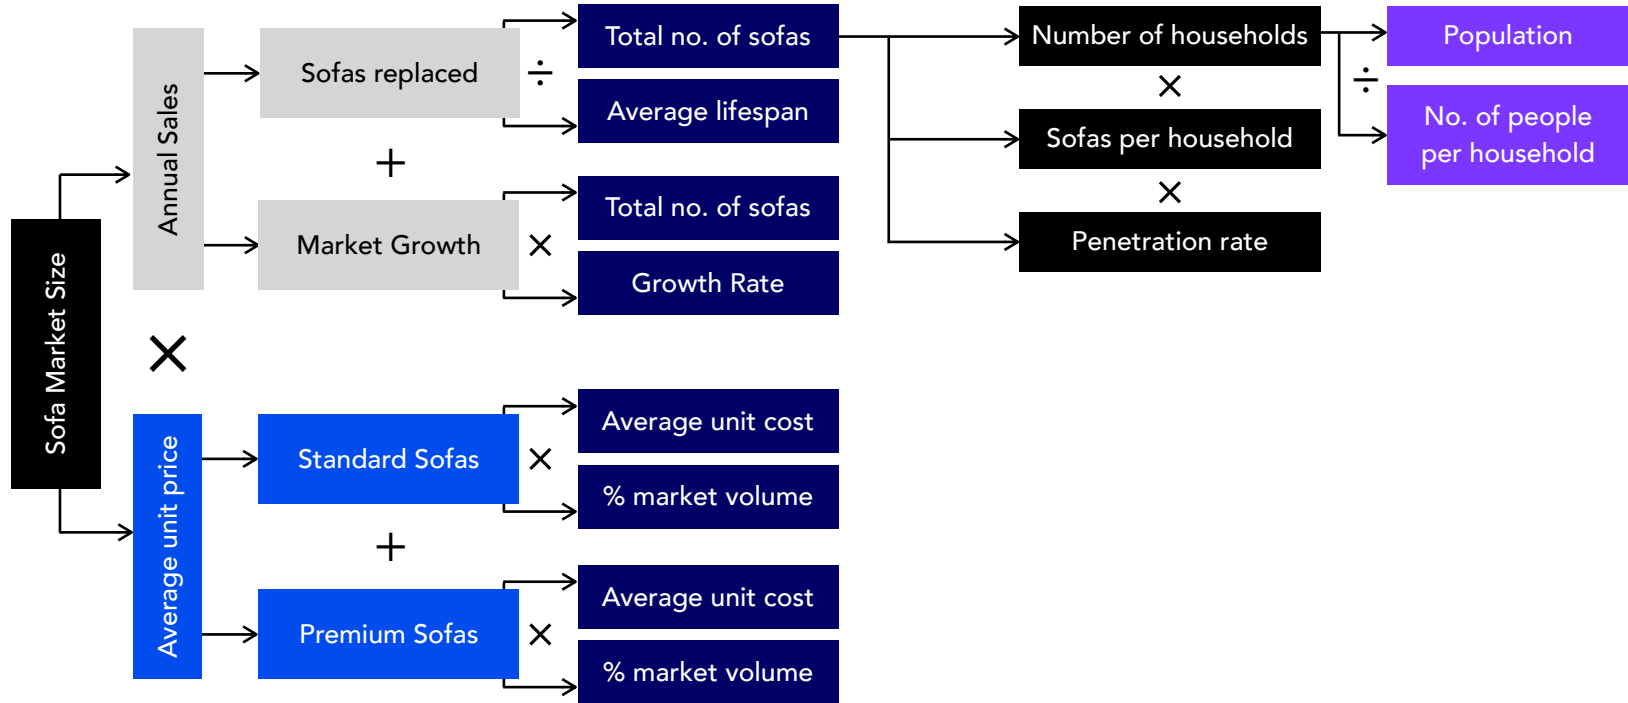 Sofa Market Size
Annual Sales
×
Average unit price
Sofas replaced
÷
+
Market Growth
×
Standard Sofas
×
+
Premium Sofas
×
Total no. of sofas
Average lifespan
Total no. of sofas
Growth Rate
Average unit cost
% market volume
Average unit cost
% market volume
Number of households
×
Sofas per household
×
Penetration rate
÷
Population
No. of people
per household